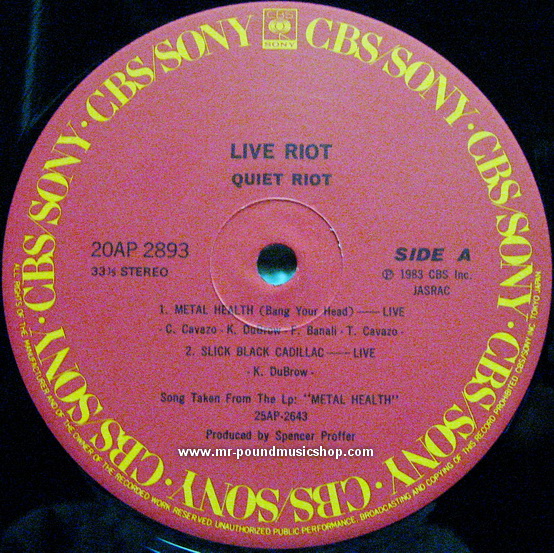 CBS/SONY · CBS/SONY · CBS/SONY · CBS/SONY · CBS/SONY · CBS/SONY · CBS/SONY · CBS/SONY
CBS
SONY
LIVE RIOT
QUIET RIOT
20AP 2893
33⅓ STEREO
SIDE A
Ⓟ 1983 CBS Inc.
JASRAC
1. METAL HEALTH (Bang Your Head)——LIVE
· C. Cavazo · K. DuBrow · F. Banali · T. Cavazo ·
2. SLICK BLACK CADILLAC——LIVE
· K. DuBrow ·
Song Taken From The Lp: "METAL HEALTH"
25AP-2643
Produced by Spencer Proffer
www.mr-poundmusicshop.com
ALL RIGHTS OF THE MANUFACTURER AND OF THE OWNER OF THE RECORDED WORK RESERVED. UNAUTHORIZED PUBLIC PERFORMANCE, BROADCASTING AND COPYING OF THIS RECORD PROHIBITED. CBS/SONY INC. TOKYO JAPAN